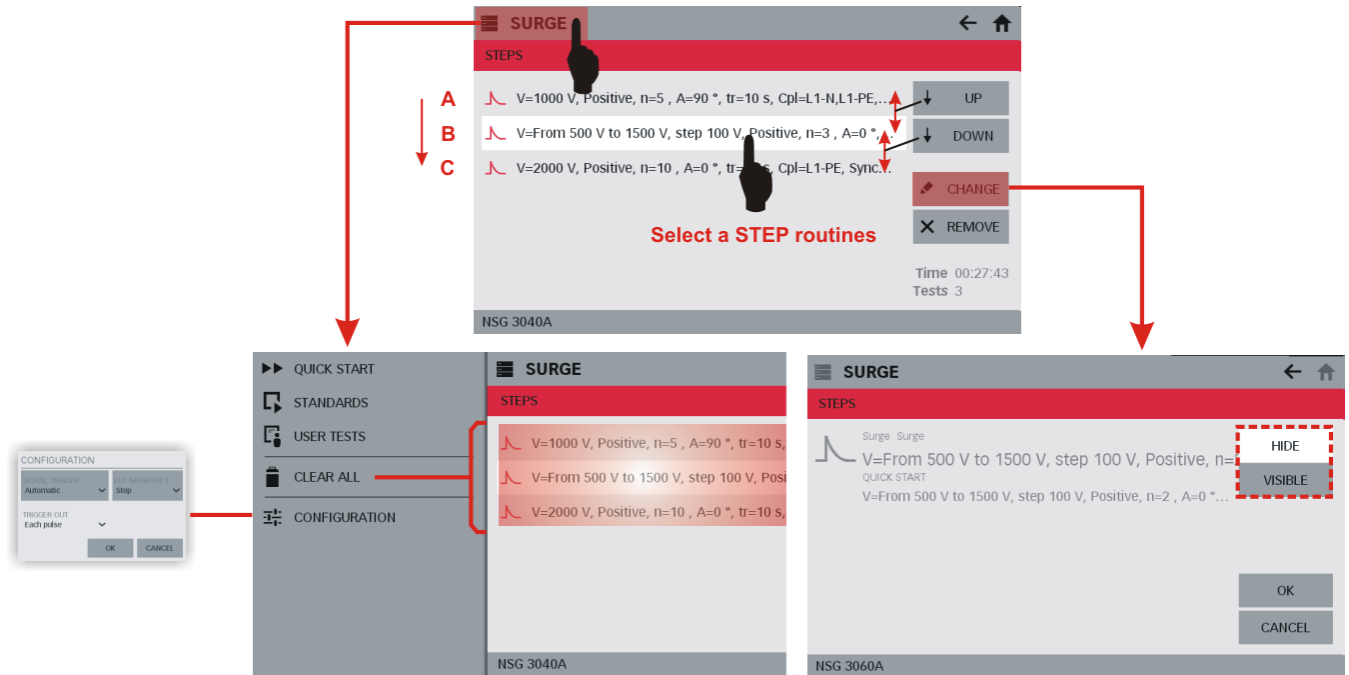 SURGE
STEPS
A V=1000 V, Positive, n=5 , A=90 °, tr=10 s, Cpl=L1-N,L1-PE,...
B V=From 500 V to 1500 V, step 100 V, Positive, n=3 , A=0 °,...
C V=2000 V, Positive, n=10 , A=0 °, tr= s, Cpl=L1-PE, Sync...
UP
DOWN
CHANGE
REMOVE
Select a STEP routines
Time 00:27:43
Tests 3
NSG 3040A
CONFIGURATION
SIGNAL TRIGGER
Automatic
EUT MONITOR 1
Stop
TRIGGER OUT
Each pulse
OK CANCEL
QUICK START
STANDARDS
USER TESTS
CLEAR ALL
CONFIGURATION
SURGE
STEPS
V=1000 V, Positive, n=5 , A=90 °, tr=10 s,
V=From 500 V to 1500 V, step 100 V, Posi
V=2000 V, Positive, n=10 , A=0 °, tr=10 s,
NSG 3040A
SURGE
STEPS
Surge Surge
V=From 500 V to 1500 V, step 100 V, Positive, n=
QUICK START
V=From 500 V to 1500 V, step 100 V, Positive, n=2 , A=0 °...
HIDE
VISIBLE
OK
CANCEL
NSG 3060A